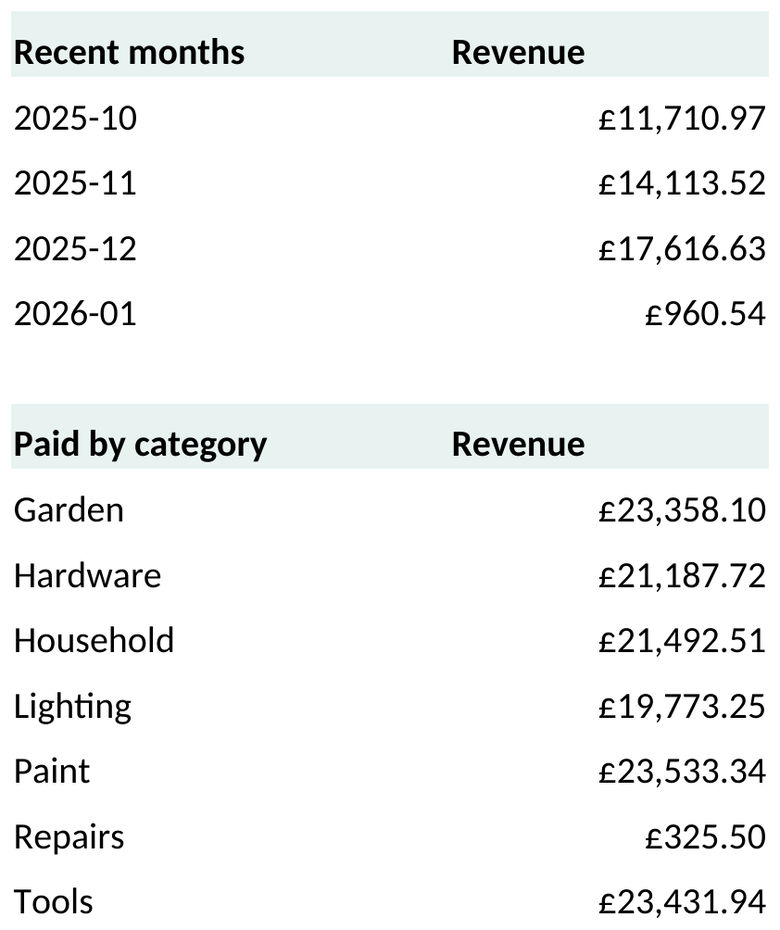 Recent months Revenue
2025-10 £11,710.97
2025-11 £14,113.52
2025-12 £17,616.63
2026-01 £960.54
Paid by category Revenue
Garden £23,358.10
Hardware £21,187.72
Household £21,492.51
Lighting £19,773.25
Paint £23,533.34
Repairs £325.50
Tools £23,431.94